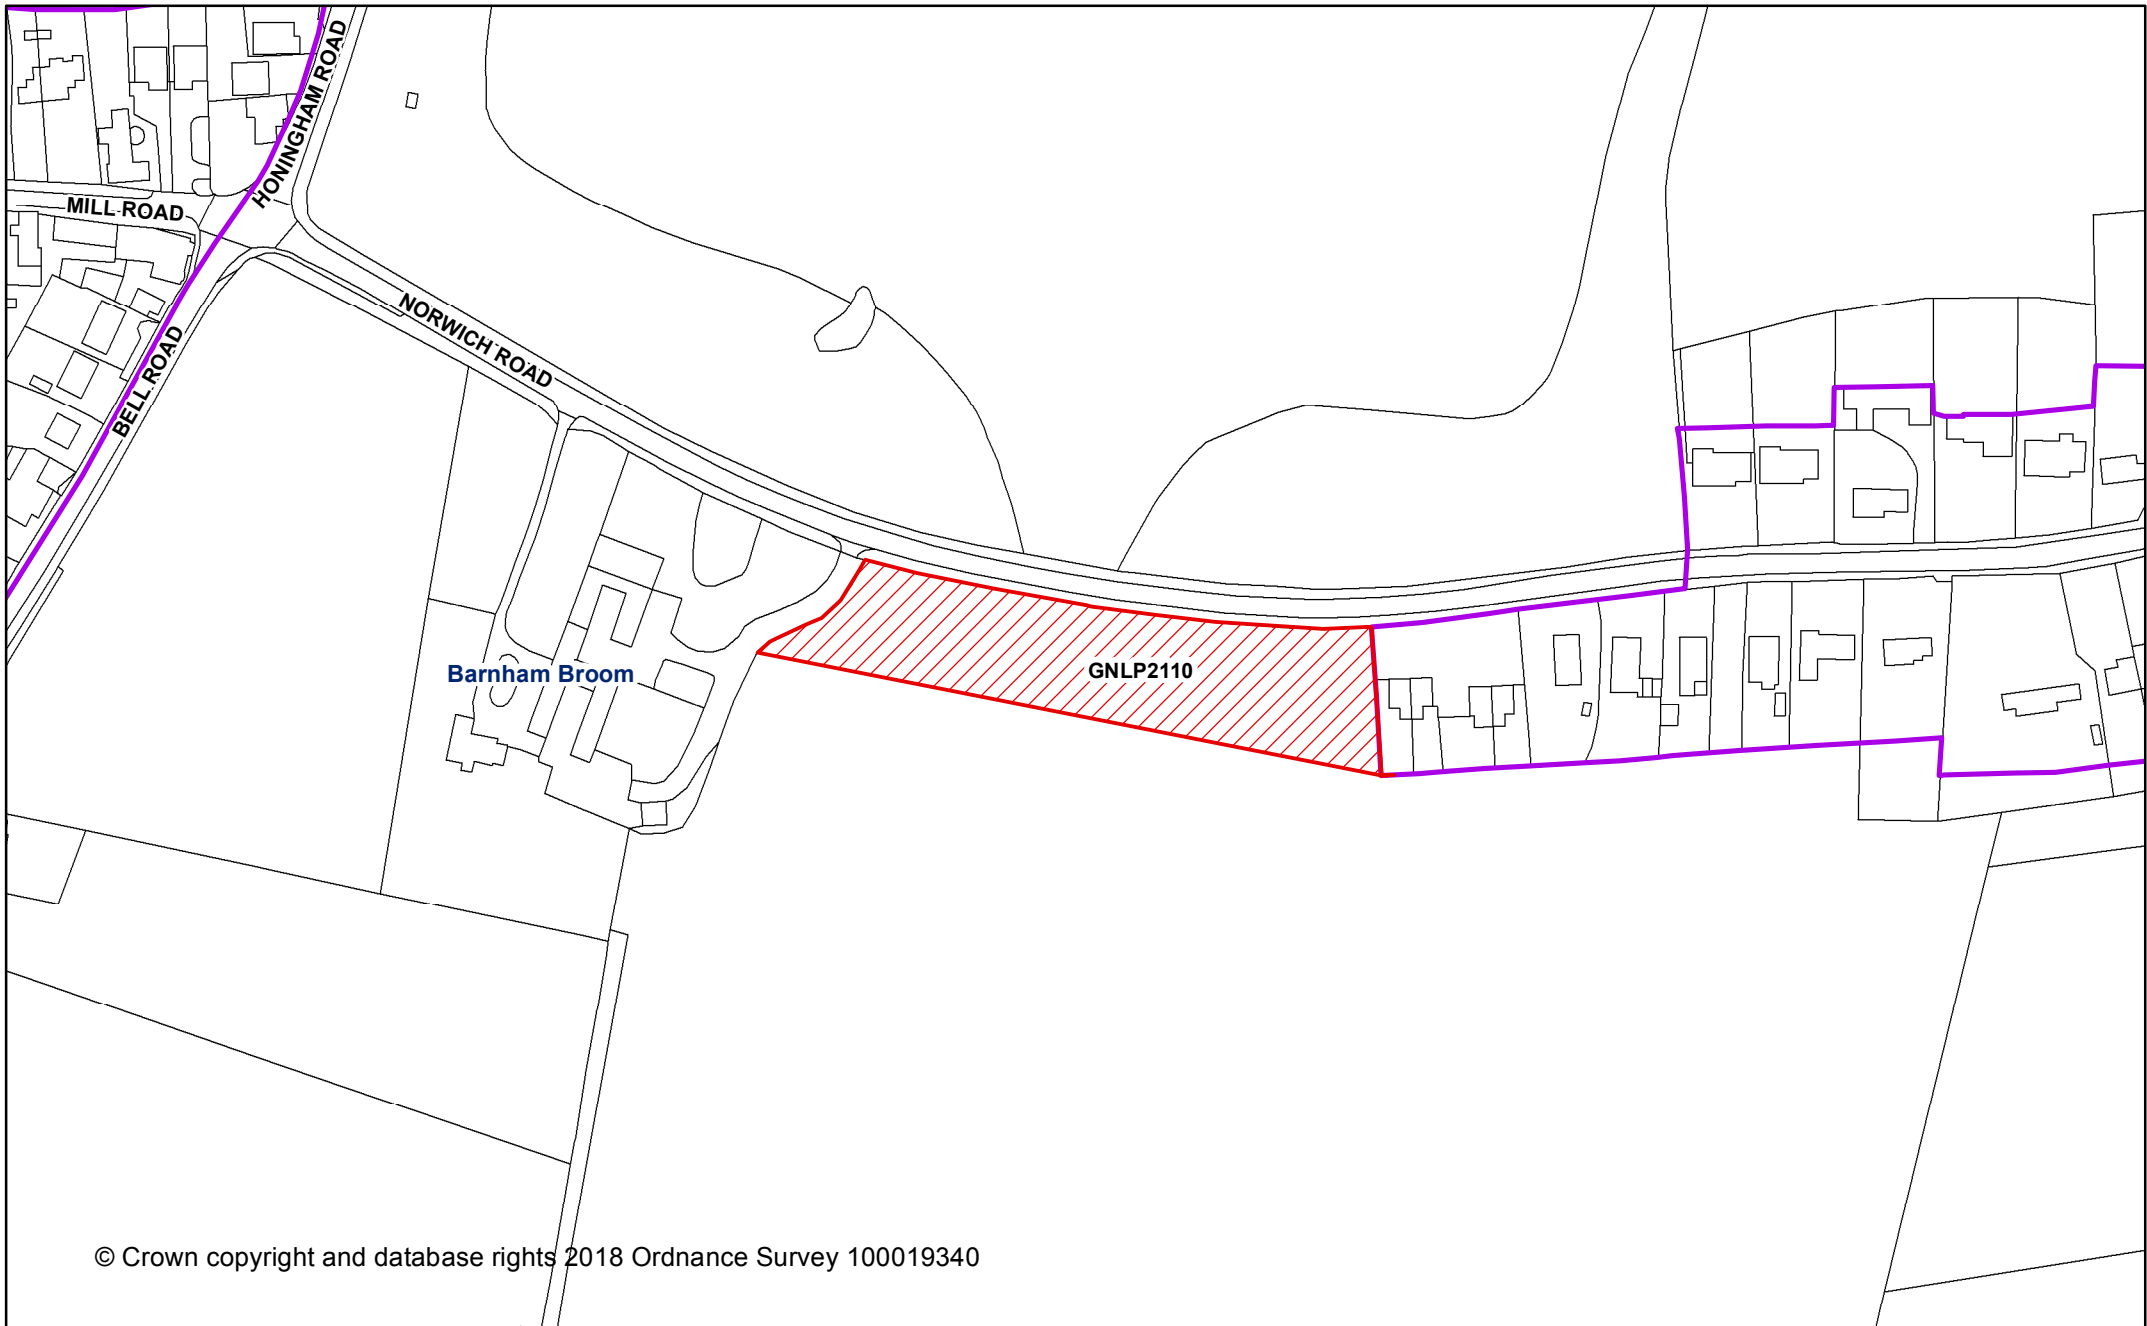 HONINGHAM ROAD
MILL ROAD
NORWICH ROAD
BELL ROAD
Barnham Broom
GNLP2110
© Crown copyright and database rights 2018 Ordnance Survey 100019340